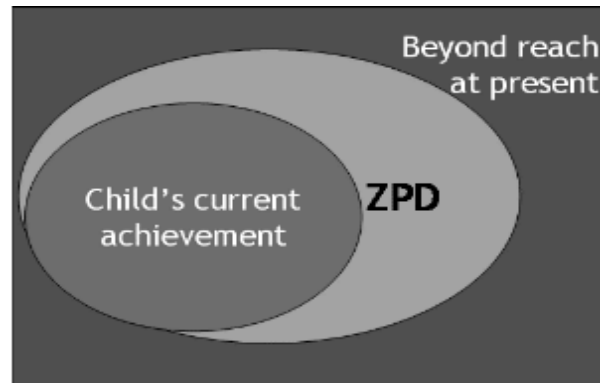 Beyond reach
at present
Child's current
achievement
ZPD